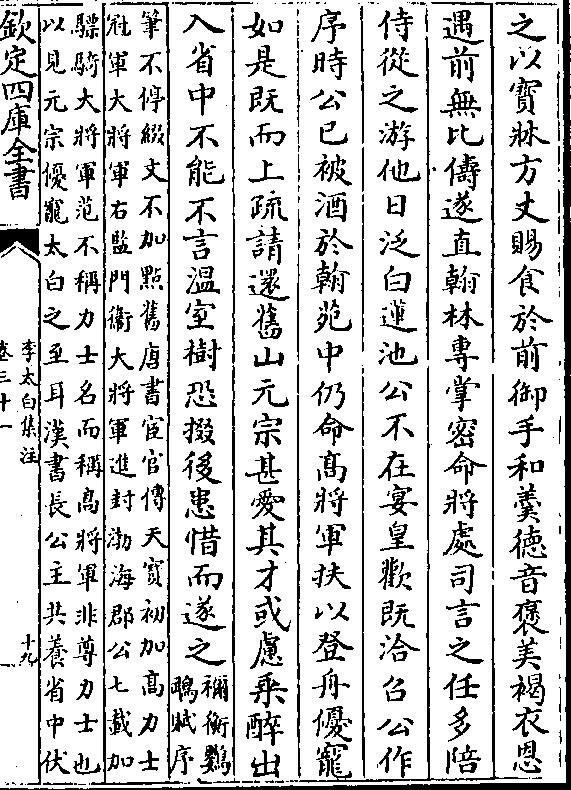 之以寶牀方丈賜食於前御手和羹德音褒美褐衣恩
遇前無比儔遂直翰林專掌密命將處司言之任多陪
侍從之游他日泛白蓮池公不在宴皇歡既洽召公作
序時公已被酒於翰苑中仍命髙將軍扶以登舟優寵
如是既而上疏請還舊山元宗甚愛其才或慮乗醉出
入省中不能不言温室樹恐掇後患惜而遂之
禰衡鸚
鵡賦序
筆不停綴文不加點舊唐書宦官傳天寳初加髙力士
冠軍大將軍右監門衞大將軍進封渤海郡公七載加
驃騎大將軍范不稱力士名而稱髙將軍非尊力士也
以見元宗優寵太白之至耳漢書長公主共養省中伏
欽定四庫全書
李太白集注
卷三十一
十九